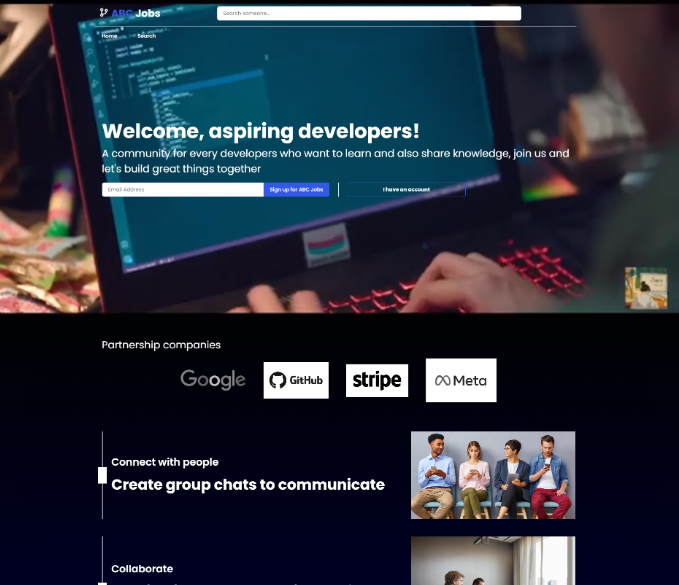 ABC Jobs
Search someone...
Home Search
Welcome, aspiring developers!
A community for every developers who want to learn and also share knowledge, join us and
let's build great things together
Email Address Sign up for ABC Jobs I have an account
Partnership companies
Google GitHub stripe Meta
Connect with people
Create group chats to communicate
Collaborate